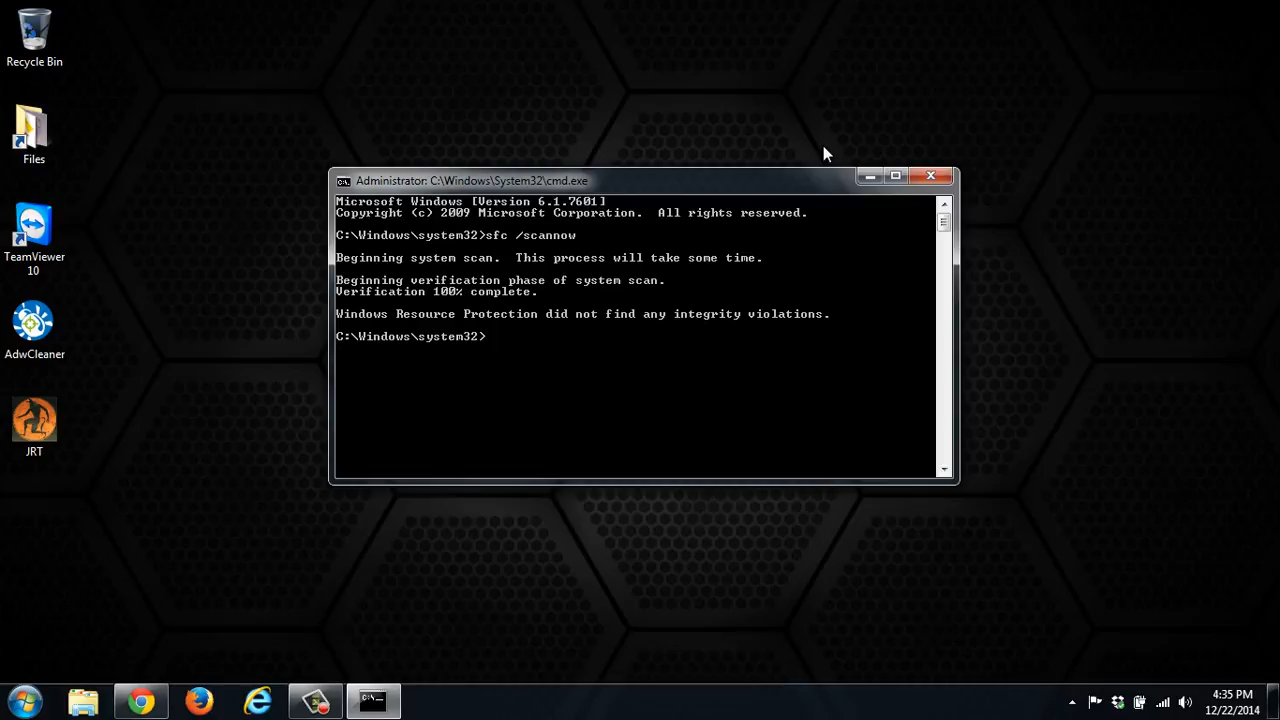 Recycle Bin
Files
TeamViewer
10
AdwCleaner
JRT
C:\.
Administrator: C:\Windows\System32\cmd.exe
Microsoft Windows [Version 6.1.7601]
Copyright (c) 2009 Microsoft Corporation.  All rights reserved.
C:\Windows\system32>sfc /scannow
Beginning system scan.  This process will take some time.
Beginning verification phase of system scan.
Verification 100% complete.
Windows Resource Protection did not find any integrity violations.
C:\Windows\system32>
C:\.
4:35 PM
12/22/2014